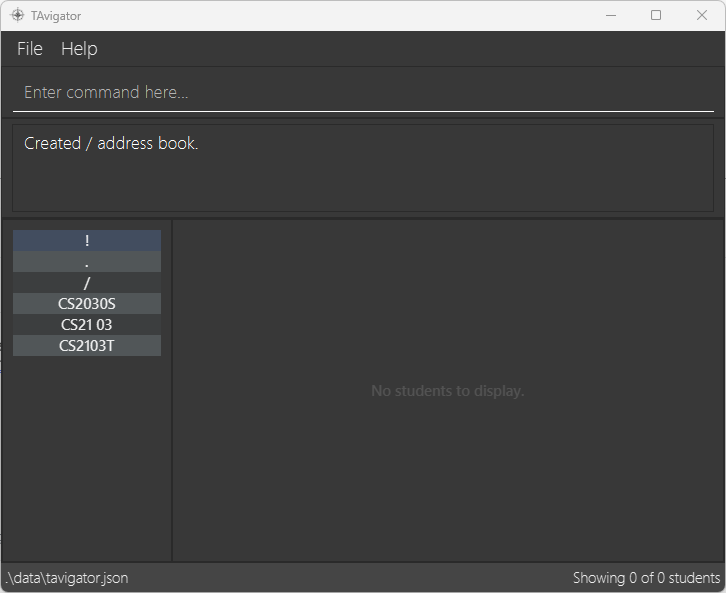 TAvigator
File Help
Enter command here...
Created / address book.
!
.
/
CS2030S
CS21 03
CS2103T
No students to display.
.\data\tavigator.json
Showing 0 of 0 students